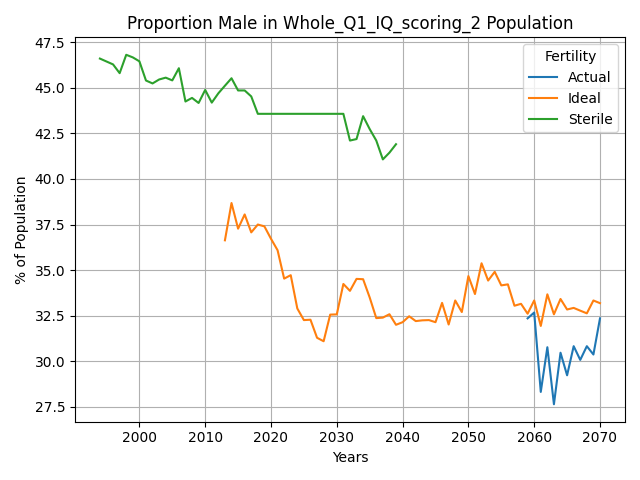 Proportion Male in Whole_Q1_IQ_scoring_2 Population
47.5
45.0
42.5
40.0
37.5
35.0
32.5
30.0
27.5
% of Population
Fertility
Actual
Ideal
Sterile
2000 2010 2020 2030 2040 2050 2060 2070
Years